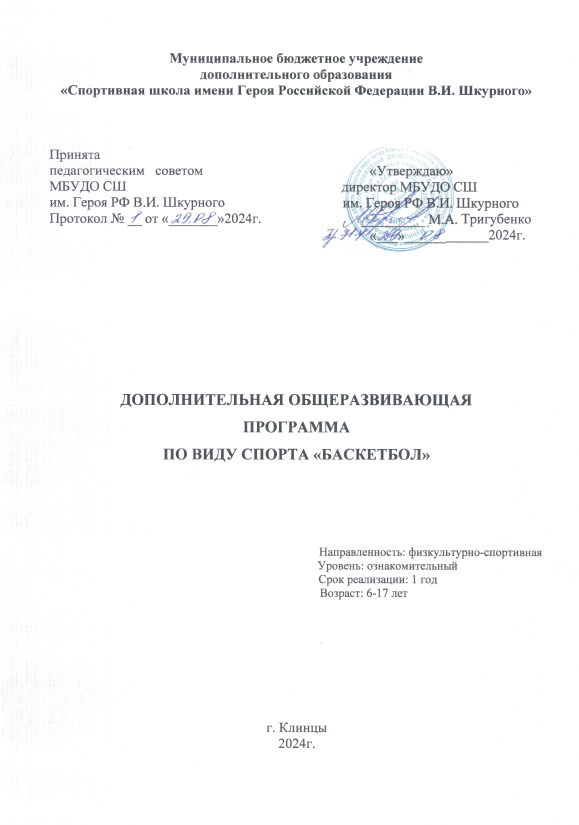 Муниципальное бюджетное учреждение
дополнительного образования
«Спортивная школа имени Героя Российской Федерации В.И. Шкурного»
Принята
педагогическим советом
МБУДО СШ
им. Героя РФ В.И. Шкурного
Протокол № 1 от «29.08»2024г.
«Утверждаю»
директор МБУДО СШ
им. Героя РФ В.И. Шкурного
М.А. Тригубенко
«29» 08 2024г.
ДОПОЛНИТЕЛЬНАЯ ОБЩЕРАЗВИВАЮЩАЯ
ПРОГРАММА
ПО ВИДУ СПОРТА «БАСКЕТБОЛ»
Направленность: физкультурно-спортивная
Уровень: ознакомительный
Срок реализации: 1 год
Возраст: 6-17 лет
г. Клинцы
2024г.